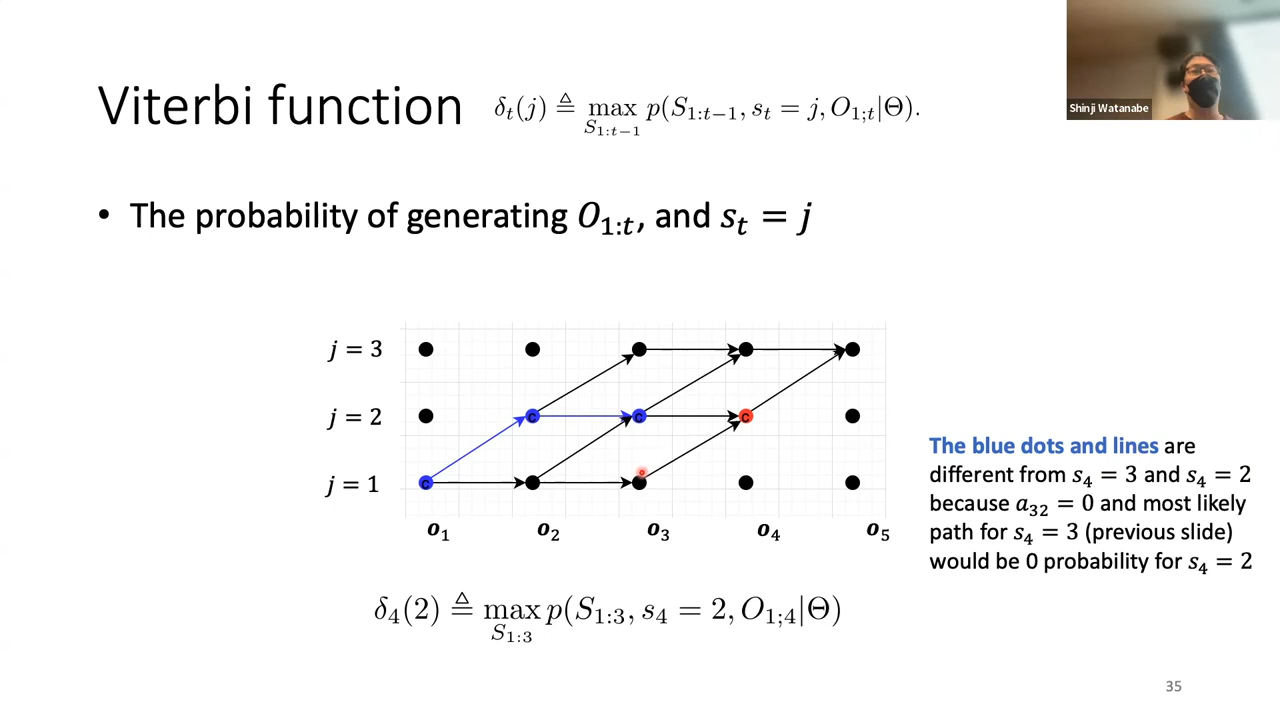 Shinji Watanabe
Viterbi function δₜ(j) ≜ max p(S₁:ₜ₋₁, sₜ = j, O₁;ₜ|Θ).
S₁:ₜ₋₁
• The probability of generating O₁:ₜ, and sₜ = j
j = 3
c c c
j = 2
j = 1 c
o₁ o₂ o₃ o₄ o₅
The blue dots and lines are
different from s₄ = 3 and s₄ = 2
because a₃₂ = 0 and most likely
path for s₄ = 3 (previous slide)
would be 0 probability for s₄ = 2
δ₄(2) ≜ max p(S₁:₃, s₄ = 2, O₁;₄|Θ)
S₁:₃
35